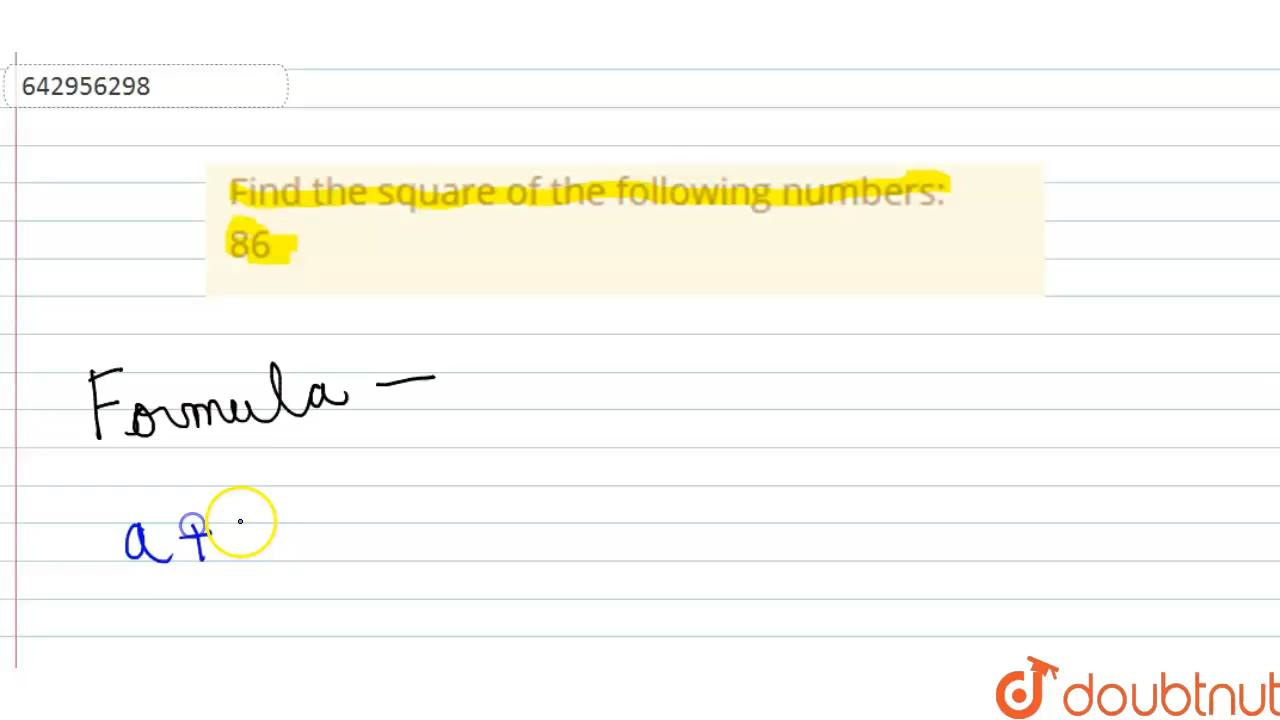 642956298
Find the square of the following numbers:
86
Formula —
a +
doubtnut